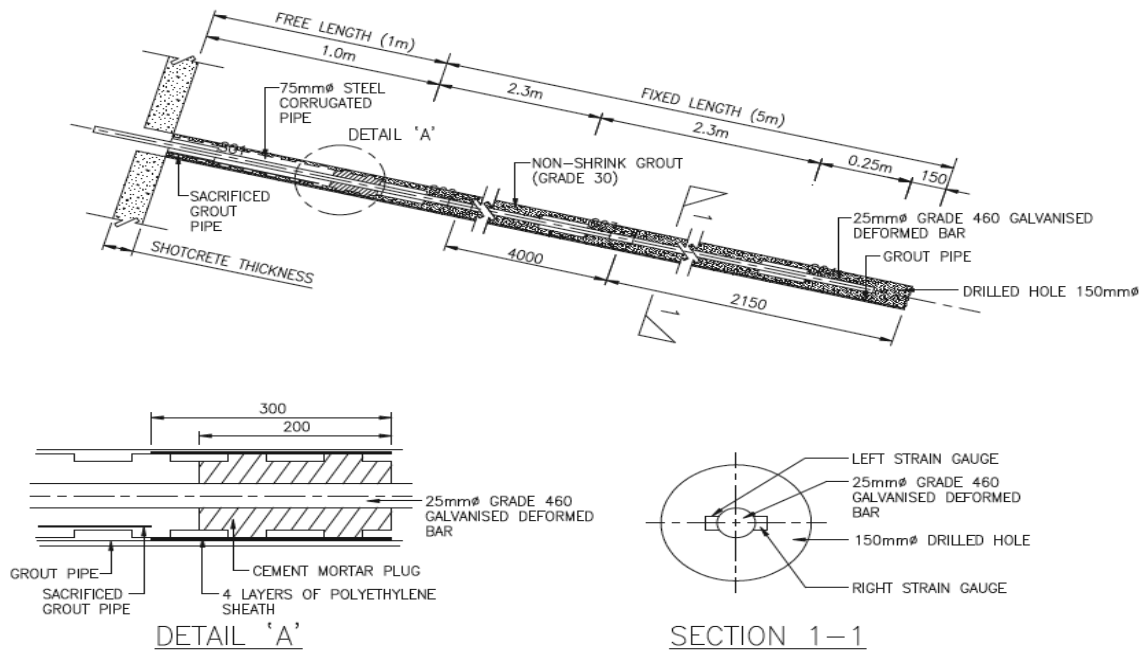 FREE LENGTH (1m)
1.0m
FIXED LENGTH (5m)
2.3m
2.3m
0.25m
150
75mmø STEEL
CORRUGATED
PIPE
DETAIL 'A'
NON-SHRINK GROUT
(GRADE 30)
1
SACRIFICED
GROUT
PIPE
25mmø GRADE 460 GALVANISED
DEFORMED BAR
GROUT PIPE
SHOTCRETE THICKNESS
4000
DRILLED HOLE 150mmø
2150
1
300
200
25mmø GRADE 460
GALVANISED DEFORMED
BAR
GROUT PIPE
CEMENT MORTAR PLUG
SACRIFICED
GROUT PIPE
4 LAYERS OF POLYETHYLENE
SHEATH
DETAIL 'A'
LEFT STRAIN GAUGE
25mmø GRADE 460
GALVANISED DEFORMED
BAR
150mmø DRILLED HOLE
RIGHT STRAIN GAUGE
SECTION 1-1